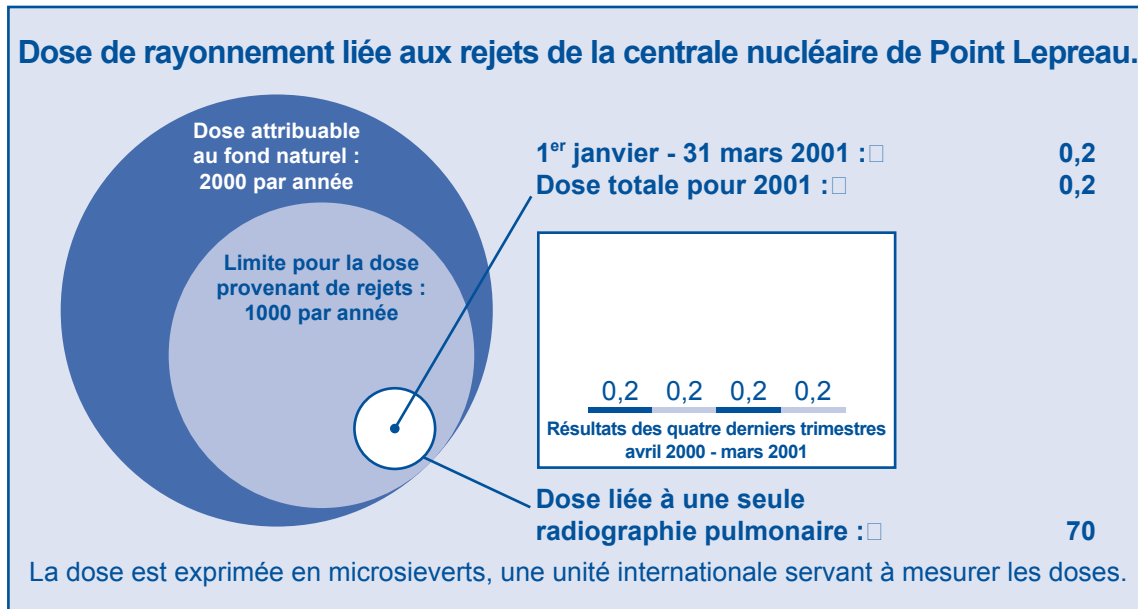 Dose de rayonnement liée aux rejets de la centrale nucléaire de Point Lepreau.
Dose attribuable
au fond naturel :
2000 par année
Limite pour la dose
provenant de rejets :
1000 par année
1er janvier - 31 mars 2001 :□ 0,2
Dose totale pour 2001 :□ 0,2
0,2 0,2 0,2 0,2
Résultats des quatre derniers trimestres
avril 2000 - mars 2001
Dose liée à une seule
radiographie pulmonaire :□ 70
La dose est exprimée en microsieverts, une unité internationale servant à mesurer les doses.